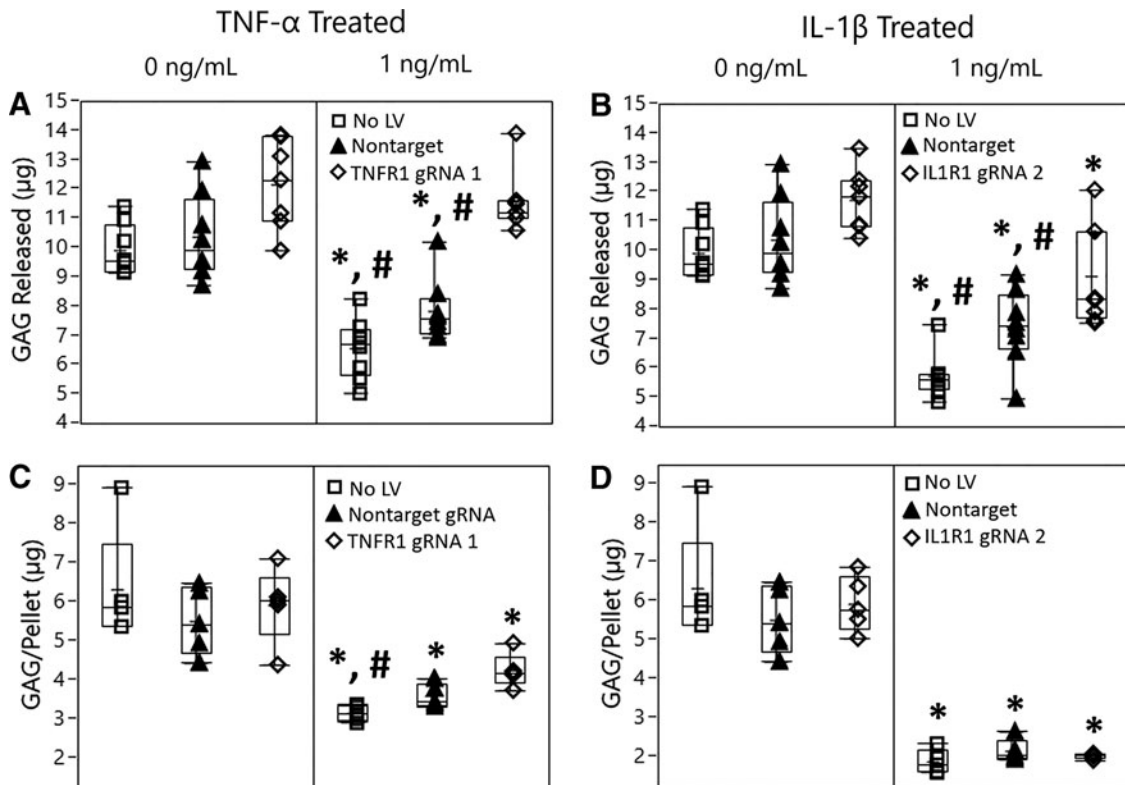 TNF-α Treated
0 ng/mL 1 ng/mL
A
15
14
13
12
11
10
9
8
7
6
5
4
GAG Released (µg)
No LV
Nontarget
TNFR1 gRNA 1
*, #
*, #
IL-1β Treated
0 ng/mL 1 ng/mL
B
15
14
13
12
11
10
9
8
7
6
5
4
GAG Released (µg)
No LV
Nontarget
IL1R1 gRNA 2
*, #
*, #
*
C
9
8
7
6
5
4
3
2
GAG/Pellet (µg)
No LV
Nontarget gRNA
TNFR1 gRNA 1
*, #
*
*
D
9
8
7
6
5
4
3
2
GAG/Pellet (µg)
No LV
Nontarget
IL1R1 gRNA 2
*
*
*